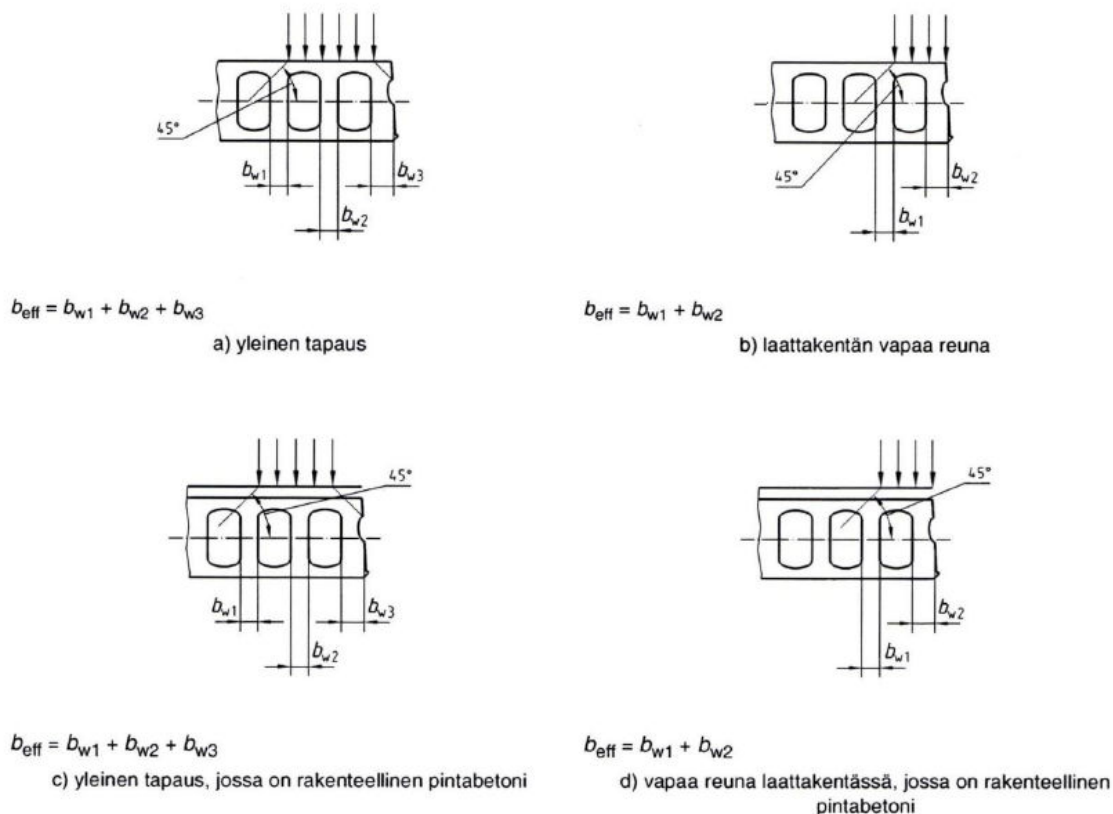 45°
b_w1
b_w3
b_w2
b_eff = b_w1 + b_w2 + b_w3
a) yleinen tapaus
45°
b_w2
b_w1
b_eff = b_w1 + b_w2
b) laattakentän vapaa reuna
45°
b_w1
b_w3
b_w2
b_eff = b_w1 + b_w2 + b_w3
c) yleinen tapaus, jossa on rakenteellinen pintabetoni
45°
b_w2
b_w1
b_eff = b_w1 + b_w2
d) vapaa reuna laattakentässä, jossa on rakenteellinen
pintabetoni